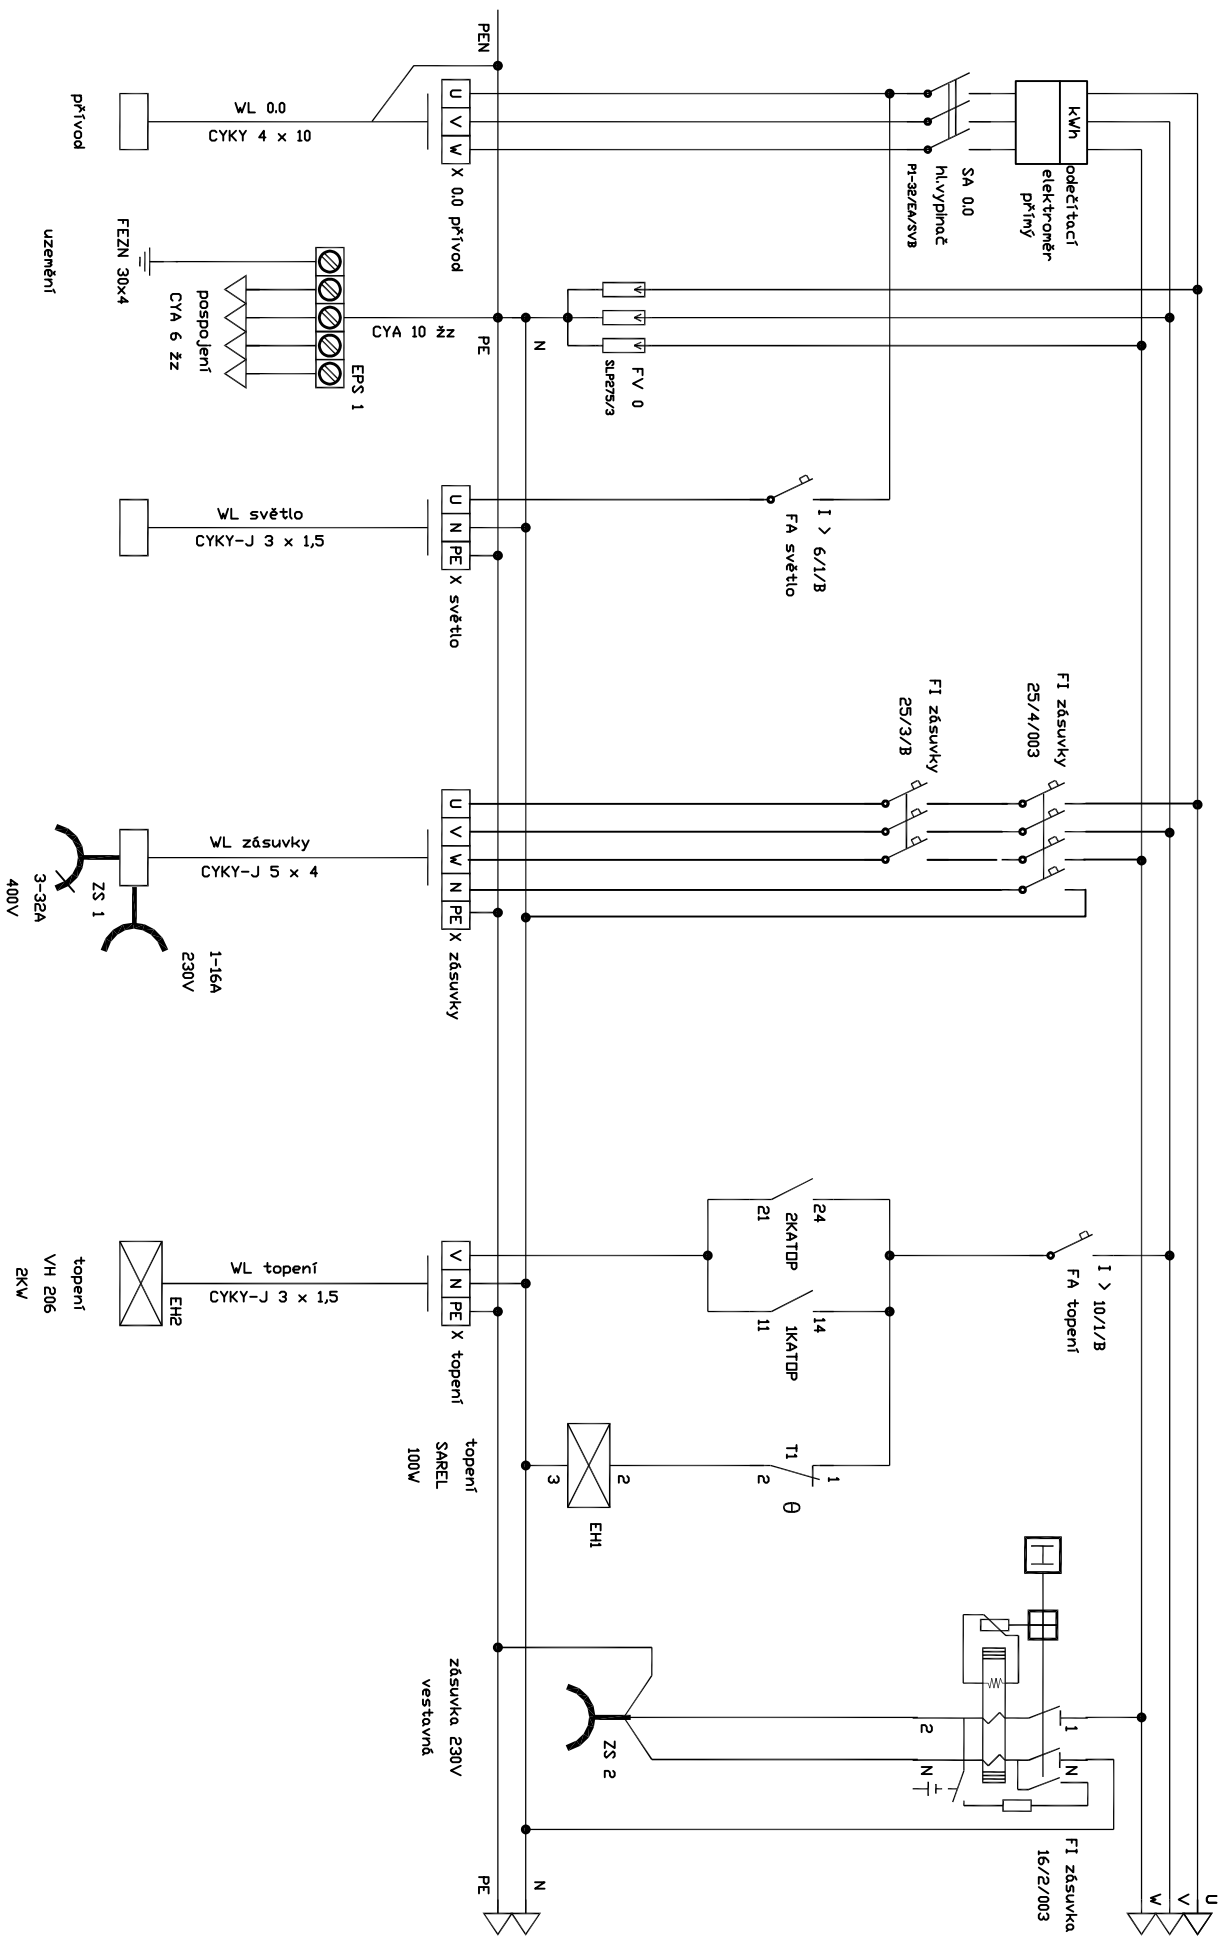 PEN
přívod
WL 0.0
CYKY 4 x 10
U
V
W
X 0.0 přívod
SA 0.0
hl.vypínač
P1-32/EA/SVB
kWh
odečítací
elektroměr
přímý
uzemění
FEZN 30x4
pospojení
CYA 6 žz
EPS 1
CYA 10 žz
PE
N
FV 0
SLP275/3
WL světlo
CYKY-J 3 x 1,5
U
N
PE
X světlo
I > 6/1/B
FA světlo
FI zásuvky
25/4/003
FI zásuvky
25/3/B
WL zásuvky
CYKY-J 5 x 4
U
V
W
N
PE
X zásuvky
ZS 1
3-32A
400V
1-16A
230V
I > 10/1/B
FA topení
24
21
2KATOP
14
11
1KATOP
WL topení
CYKY-J 3 x 1,5
V
N
PE
X topení
EH2
topení
VH 206
2KW
T1
1
2
θ
2
3
EH1
topení
SAREL
100W
H
1
N
2
N
FI zásuvka
16/2/003
ZS 2
zásuvka 230V
vestavná
PE
N
W
V
U